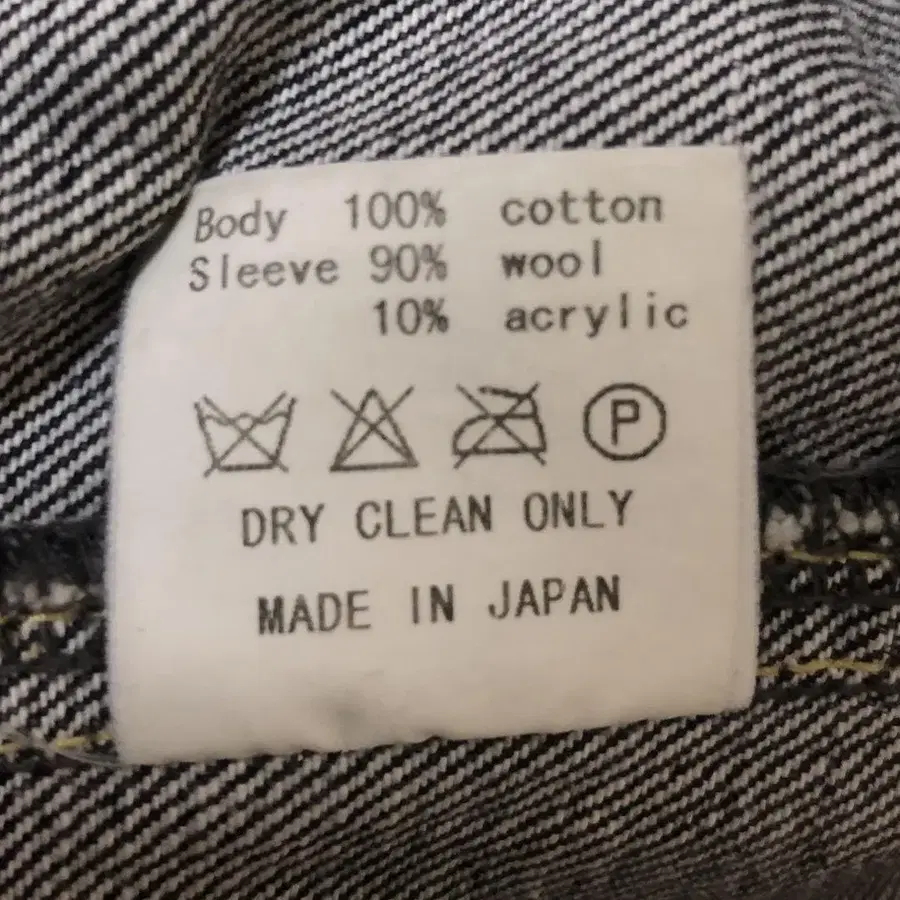 Body 100% cotton
Sleeve 90% wool
10% acrylic
P
DRY CLEAN ONLY
MADE IN JAPAN